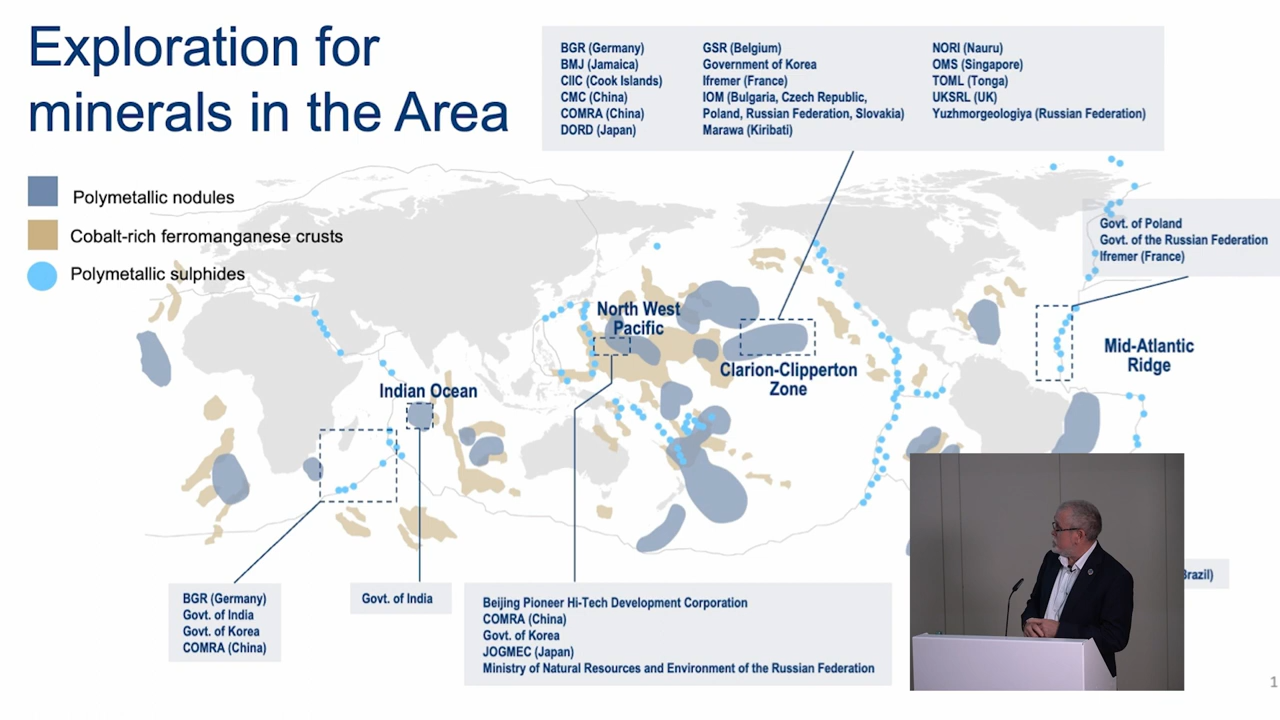 Exploration for
minerals in the Area
BGR (Germany)
BMJ (Jamaica)
CIIC (Cook Islands)
CMC (China)
COMRA (China)
DORD (Japan)
GSR (Belgium)
Government of Korea
Ifremer (France)
IOM (Bulgaria, Czech Republic,
Poland, Russian Federation, Slovakia)
Marawa (Kiribati)
NORI (Nauru)
OMS (Singapore)
TOML (Tonga)
UKSRL (UK)
Yuzhmorgeologiya (Russian Federation)
Polymetallic nodules
Cobalt-rich ferromanganese crusts
Polymetallic sulphides
Govt. of Poland
Govt. of the Russian Federation
Ifremer (France)
North West
Pacific
Clarion-Clipperton
Zone
Mid-Atlantic
Ridge
Indian Ocean
BGR (Germany)
Govt. of India
Govt. of Korea
COMRA (China)
Govt. of India
Beijing Pioneer Hi-Tech Development Corporation
COMRA (China)
Govt. of Korea
JOGMEC (Japan)
Ministry of Natural Resources and Environment of the Russian Federation
Brazil)
1